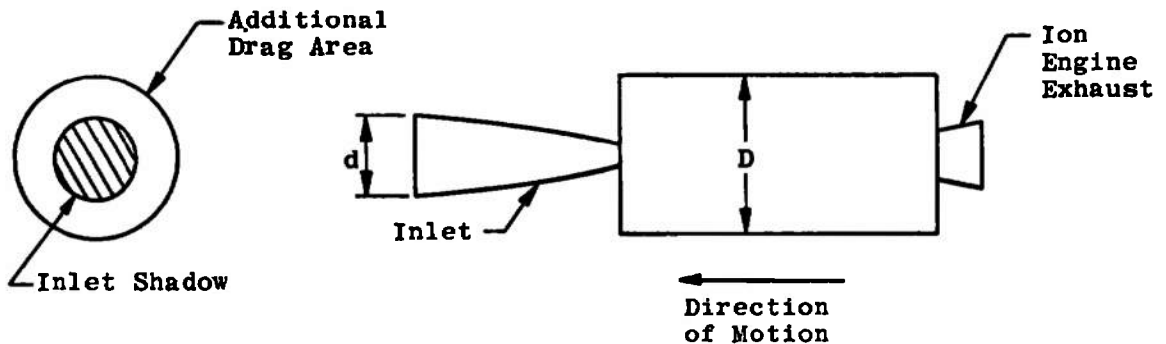 Additional
Drag Area
Inlet Shadow
d
Inlet
D
Ion
Engine
Exhaust
Direction
of Motion